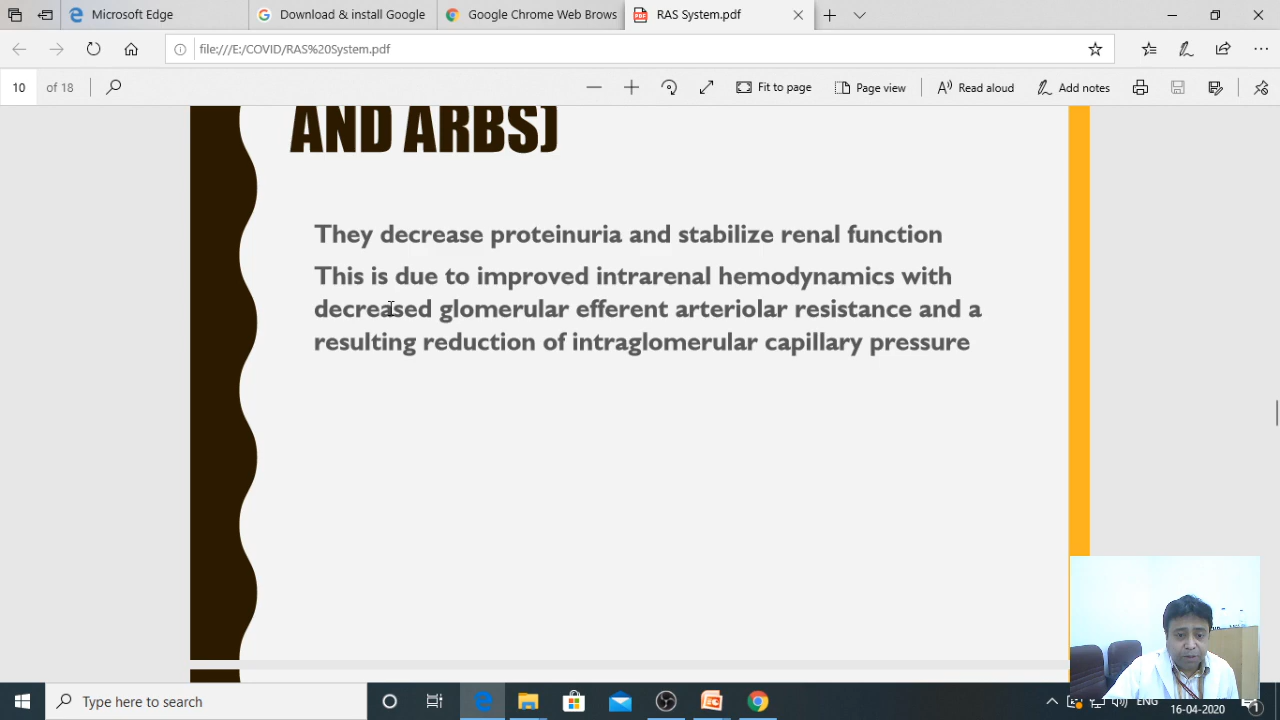 Microsoft Edge
Download & install Google
Google Chrome Web Brows
RAS System.pdf
file:///E:/COVID/RAS%20System.pdf
10 of 18
Fit to page
Page view
Read aloud
Add notes
AND ARBS)
They decrease proteinuria and stabilize renal function
This is due to improved intrarenal hemodynamics with
decreased glomerular efferent arteriolar resistance and a
resulting reduction of intraglomerular capillary pressure
Type here to search
16-04-2020
1